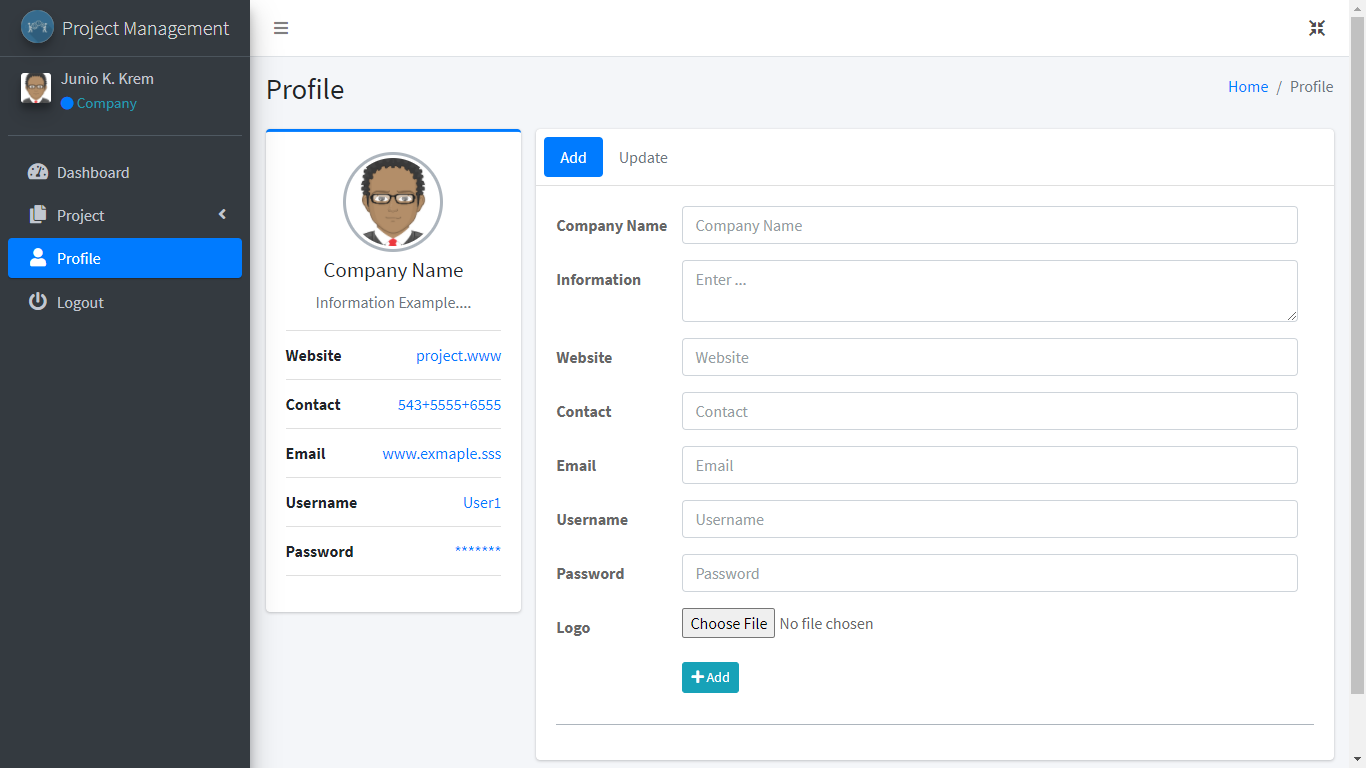 Project Management
Junio K. Krem
Company
Dashboard
Project
Profile
Logout
Profile
Home / Profile
Company Name
Information Example....
Website project.www
Contact 543+5555+6555
Email www.exmaple.sss
Username User1
Password *******
Add Update
Company Name Company Name
Information Enter ...
Website Website
Contact Contact
Email Email
Username Username
Password Password
Logo Choose File No file chosen
Add